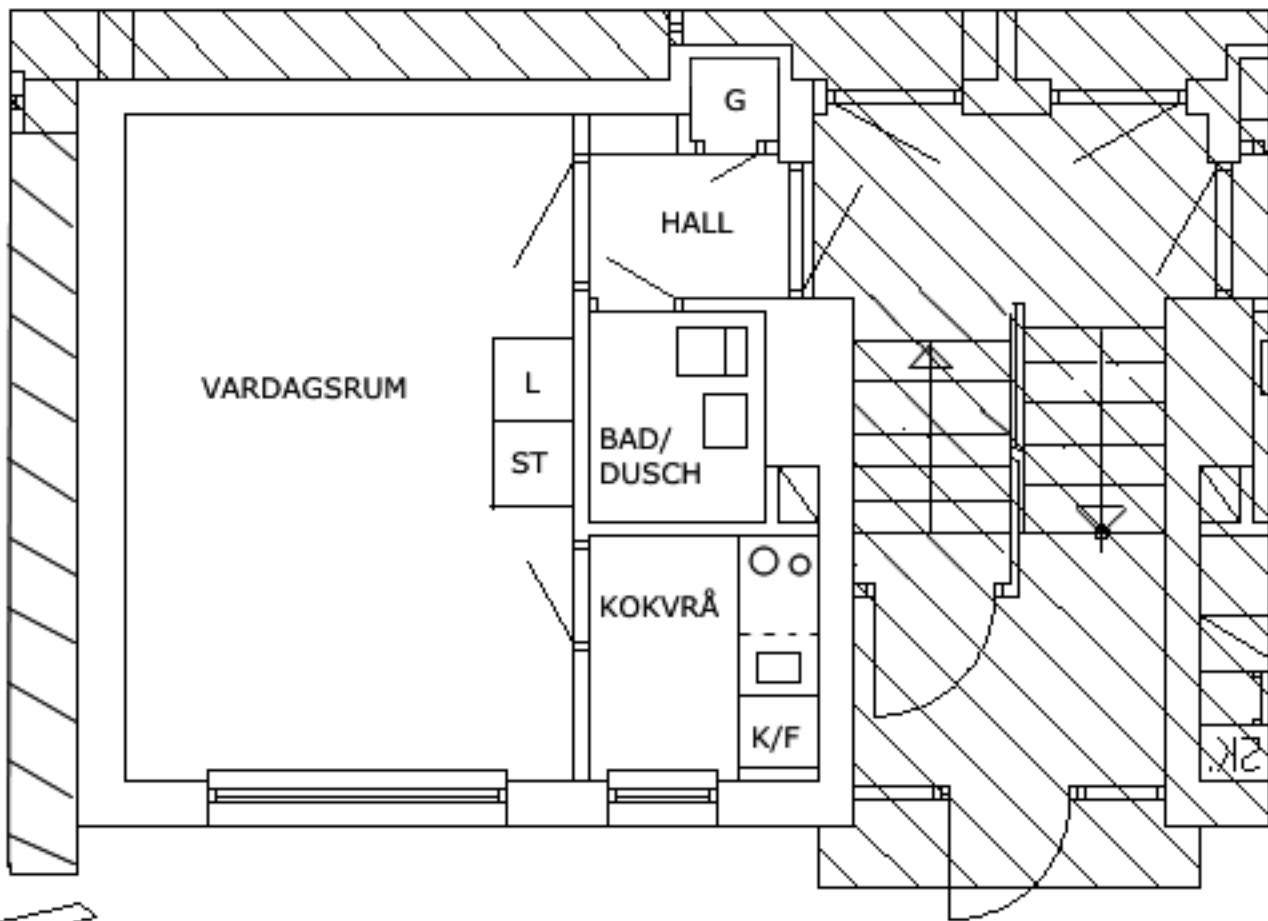 G
HALL
VARDAGSRUM
L
ST
BAD/
DUSCH
KOKVRÅ
K/F